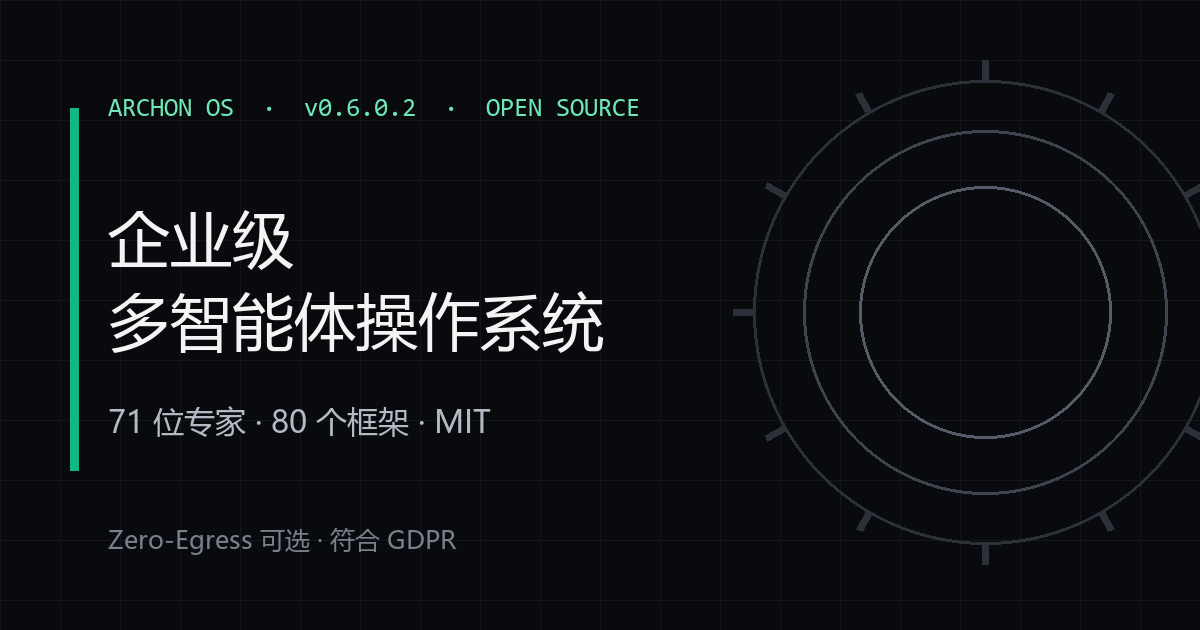 ARCHON OS · v0.6.0.2 · OPEN SOURCE
企业级
多智能体操作系统
71 位专家 · 80 个框架 · MIT
Zero-Egress 可选 · 符合 GDPR